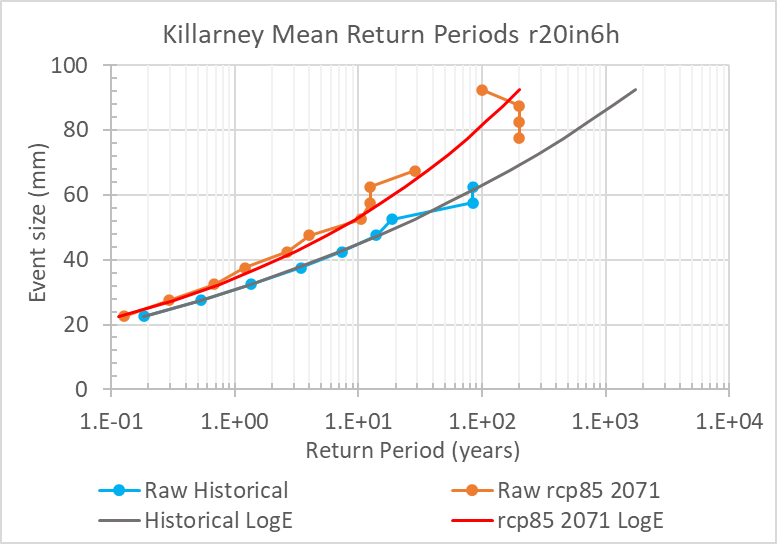 Killarney Mean Return Periods r20in6h
100
80
60
40
20
0
Event size (mm)
1.E-01 1.E+00 1.E+01 1.E+02 1.E+03 1.E+04
Return Period (years)
Raw Historical Raw rcp85 2071
Historical LogE rcp85 2071 LogE